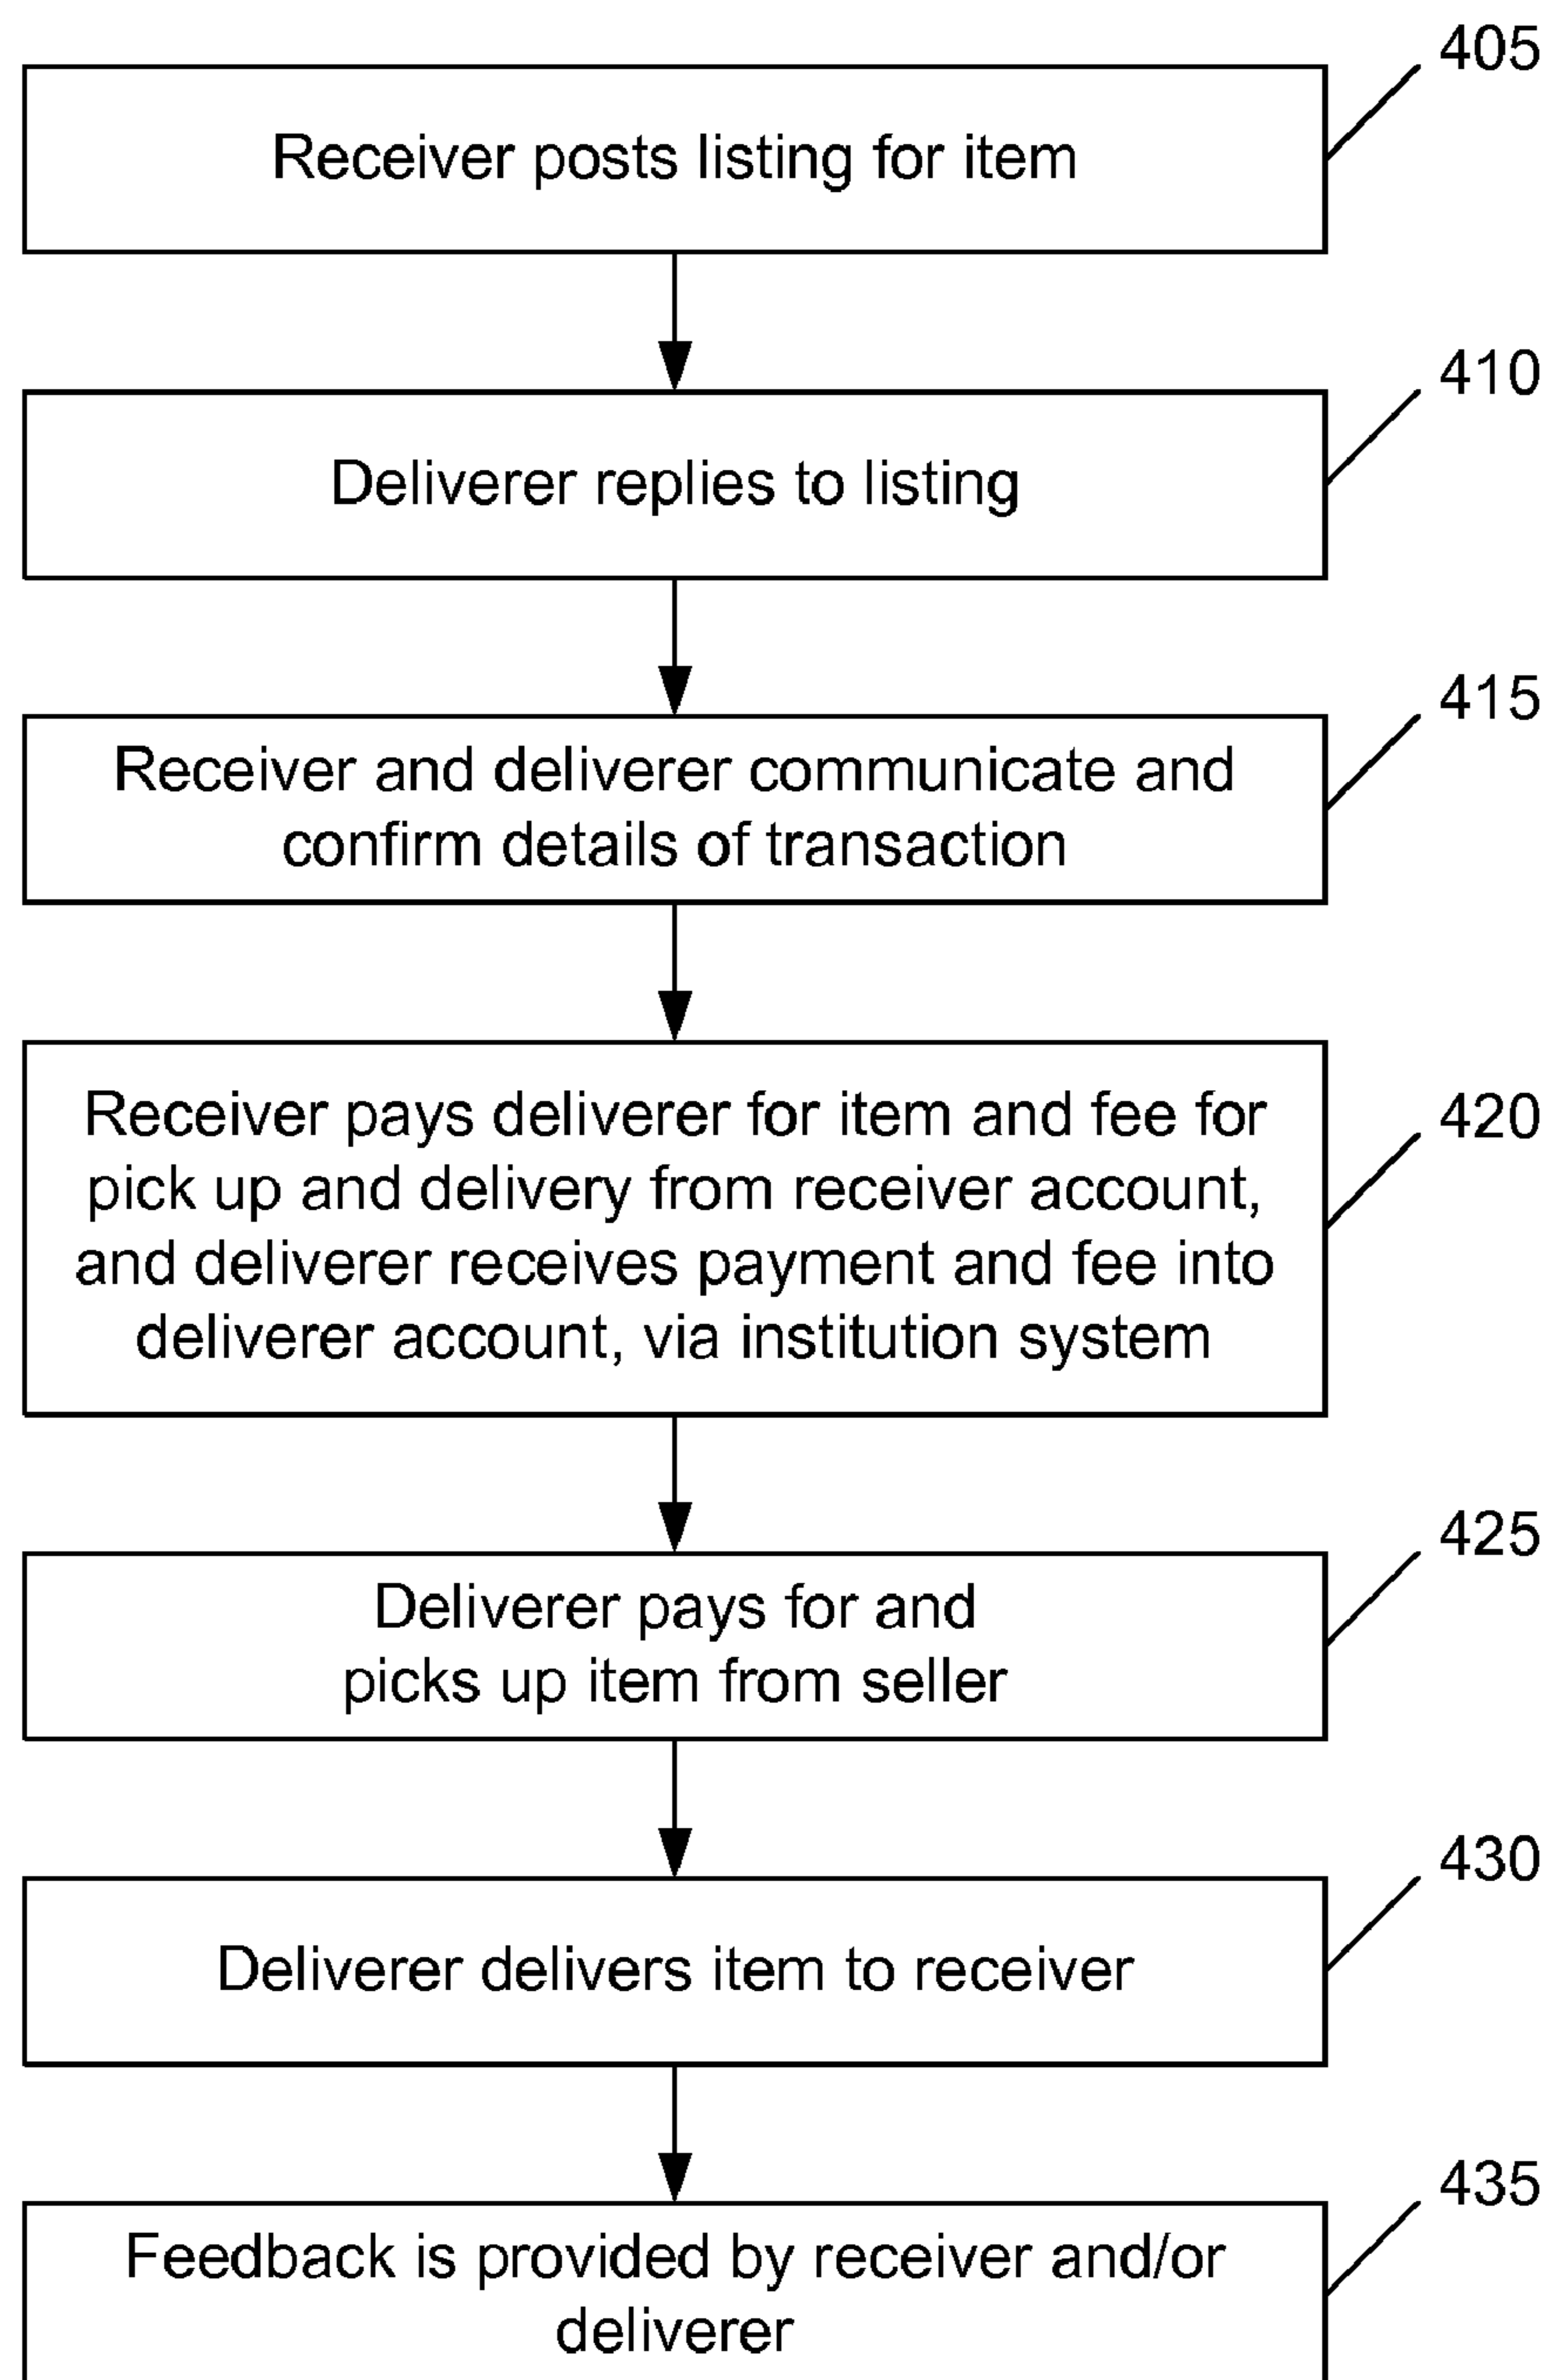 405
Receiver posts listing for item
410
Deliverer replies to listing
415
Receiver and deliverer communicate and
confirm details of transaction
420
Receiver pays deliverer for item and fee for
pick up and delivery from receiver account,
and deliverer receives payment and fee into
deliverer account, via institution system
425
Deliverer pays for and
picks up item from seller
430
Deliverer delivers item to receiver
435
Feedback is provided by receiver and/or
deliverer